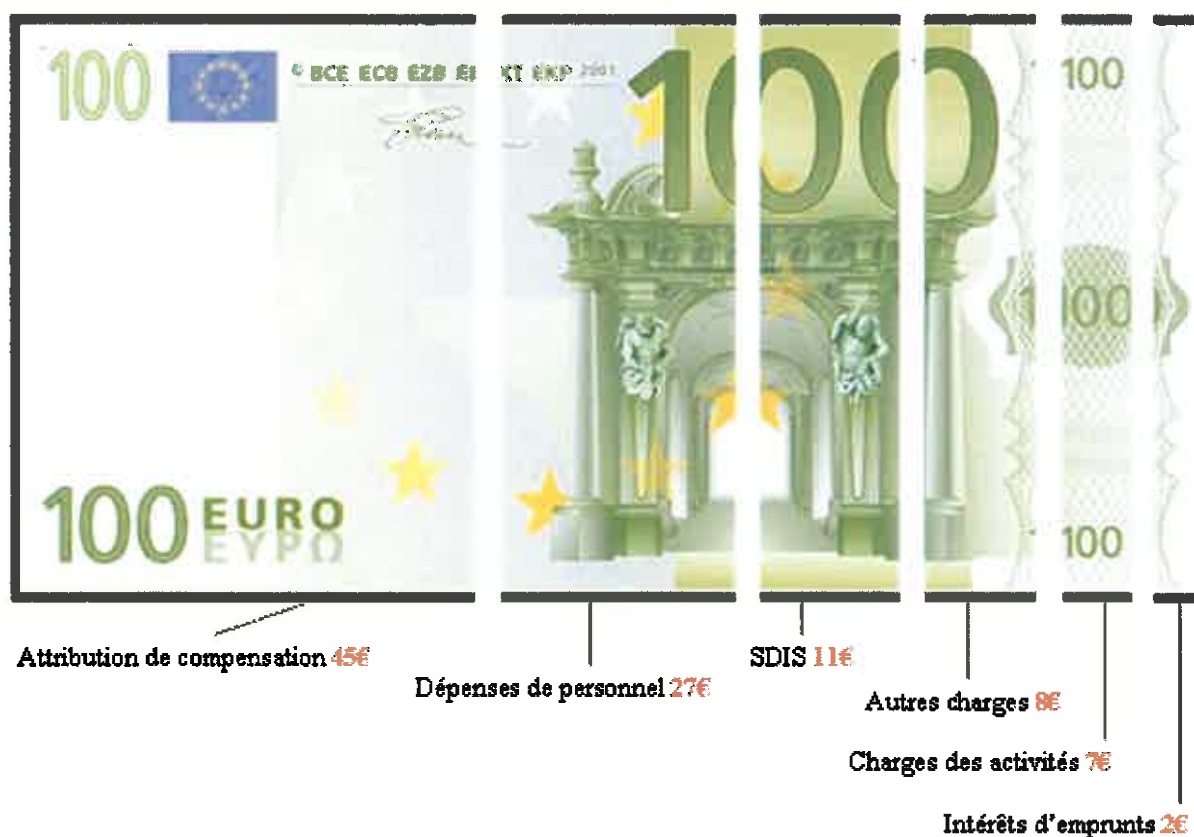 100
BCE ECB EZB 2001
100
100
100
100 EURO
ΕΥΡΩ
100
Attribution de compensation 45€
Dépenses de personnel 27€
SDIS 11€
Autres charges 8€
Charges des activités 7€
Intérêts d'emprunts 2€